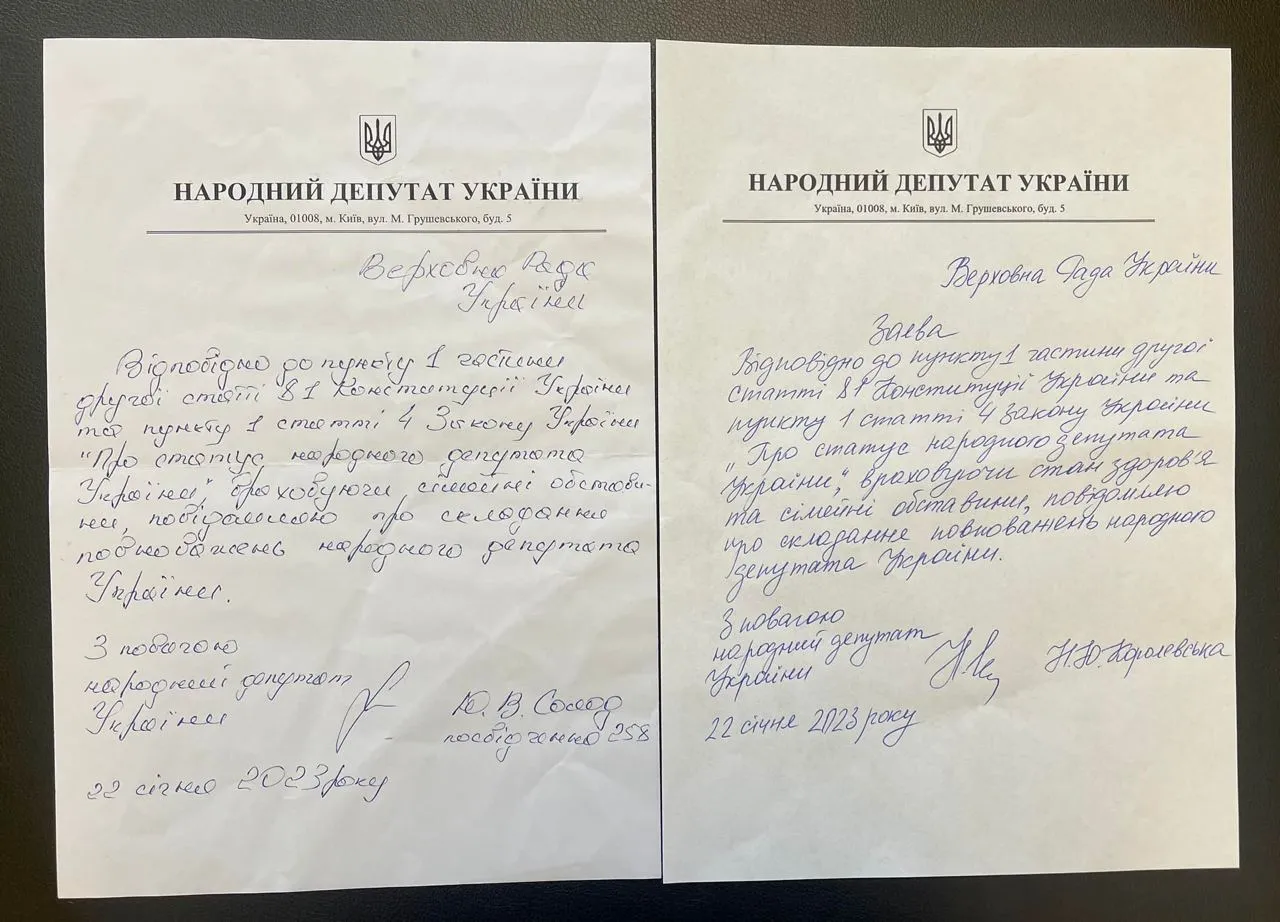 НАРОДНИЙ ДЕПУТАТ УКРАЇНИ
Україна, 01008, м. Київ, вул. М. Грушевського, буд. 5
Верховна Рада
України
Відповідно до пункту 1 частини
другої статті 81 Конституції України
та пункту 1 статті 4 Закону України
"Про статус народного депутата
України", враховуючи сімейні обстави-
ни, повідомляю про складання
повноважень народного депутата
України.
З повагою
народний депутат
України
Ю. В. Солод
посвідчення 258
22 січня 2023 року
НАРОДНИЙ ДЕПУТАТ УКРАЇНИ
Україна, 01008, м. Київ, вул. М. Грушевського, буд. 5
Верховна Рада України
Заява
Відповідно до пункту 1 частини другої
статті 81 Конституції України та
пункту 1 статті 4 Закону України
„Про статус народного депутата
України", враховуючи стан здоров'я
та сімейні обставини, повідомляю
про складання повноважень народного
депутата України.
З повагою
народний депутат
України
Н.Ю. Королевська
22 січня 2023 року